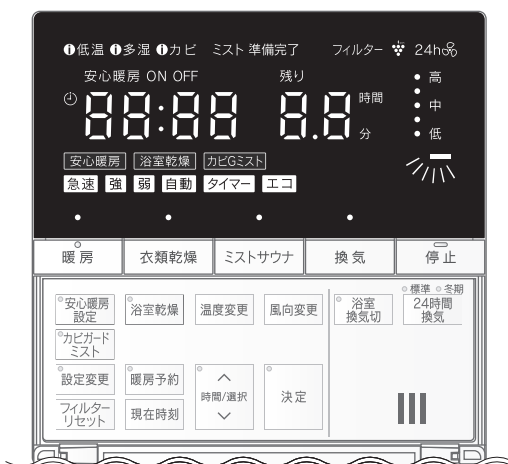 ❶低温 ❶多湿 ❶カビ ミスト 準備完了 フィルター 24h
安心暖房 ON OFF 残り
高
88:88 8.8 時間
中
分
低
安心暖房 浴室乾燥 カビGミスト
急速 強 弱 自動 タイマー エコ
暖房 衣類乾燥 ミストサウナ 換気 停止
標準 冬期
安心暖房
設定
浴室乾燥
温度変更
風向変更
浴室
換気切
24時間
換気
カビガード
ミスト
設定変更
暖房予約
時間/選択
決定
フィルター
リセット
現在時刻